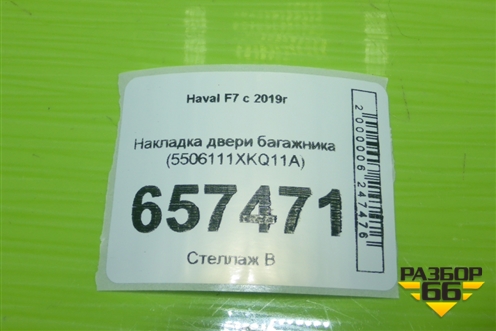 Haval F7 с 2019г
Накладка двери багажника
(5506111XKQ11A)
657471
Стеллаж В
2000006247476
РАЗБОР
66